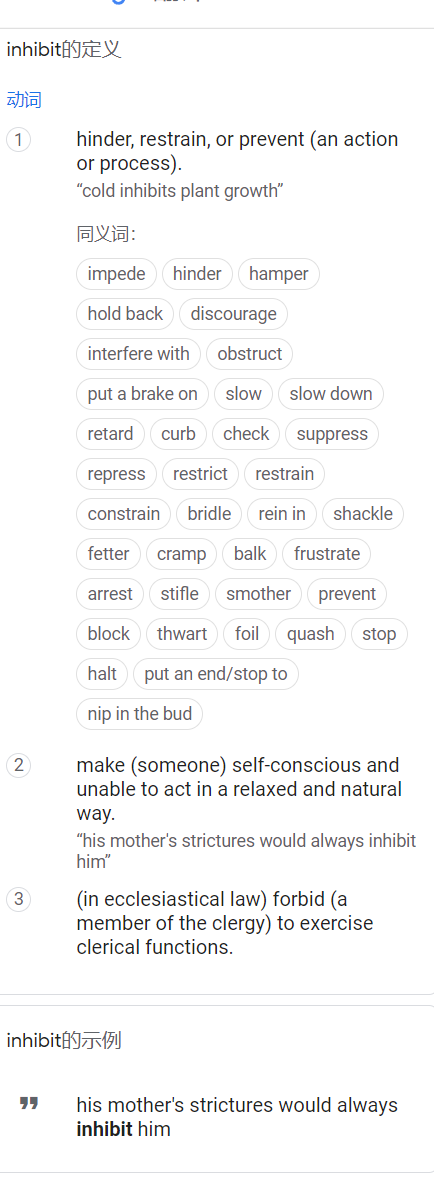 inhibit的定义
动词
1
hinder, restrain, or prevent (an action
or process).
“cold inhibits plant growth”
同义词：
impede hinder hamper
hold back discourage
interfere with obstruct
put a brake on slow slow down
retard curb check suppress
repress restrict restrain
constrain bridle rein in shackle
fetter cramp balk frustrate
arrest stifle smother prevent
block thwart foil quash stop
halt put an end/stop to
nip in the bud
2
make (someone) self-conscious and
unable to act in a relaxed and natural
way.
“his mother's strictures would always inhibit
him”
3
(in ecclesiastical law) forbid (a
member of the clergy) to exercise
clerical functions.
inhibit的示例
his mother's strictures would always
inhibit him